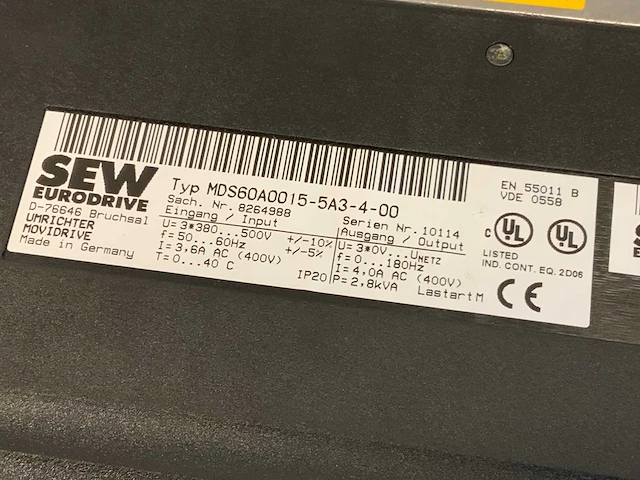 SEW
EURODRIVE
D-76646 Bruchsal
UMRICHTER
MOVIDRIVE
Made in Germany
Typ MDS60A0015-5A3-4-00
Sach. Nr. 8264988
Serien Nr. 10114
Eingang / Input
U= 3*380...500V +/-10%
f= 50...60Hz +/-5%
I= 3,6A AC (400V)
T= 0...40 C
IP20
Ausgang / Output
U= 3*0V...UNETZ
f= 0...180Hz
I= 4,0A AC (400V)
P= 2,8kVA
Lastart M
EN 55011 B
VDE 0558
C UL UL
LISTED
IND. CONT. EQ. 2D06
CE